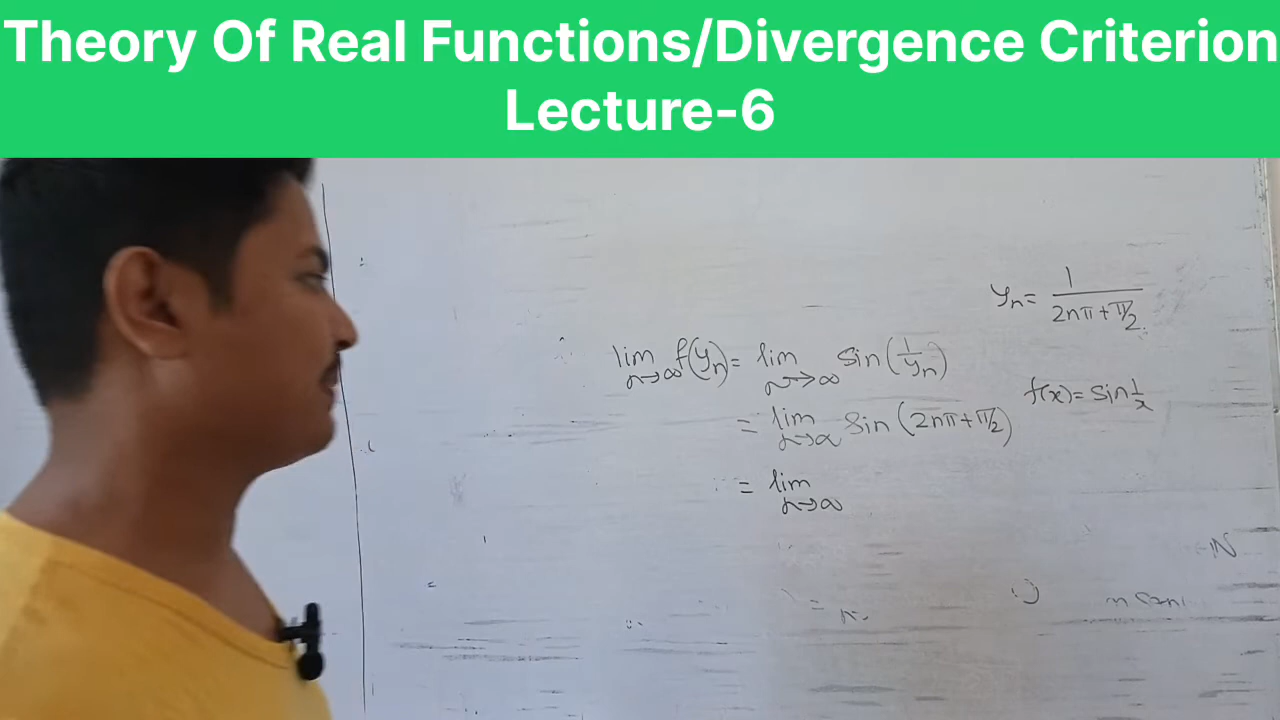 Theory Of Real Functions/Divergence Criterion
Lecture-6
yₙ = 1/(2nπ + π/2)
lim n→∞ f(yₙ) = lim n→∞ sin(1/yₙ)
f(x) = sin 1/x
= lim n→∞ sin(2nπ + π/2)
= lim n→∞